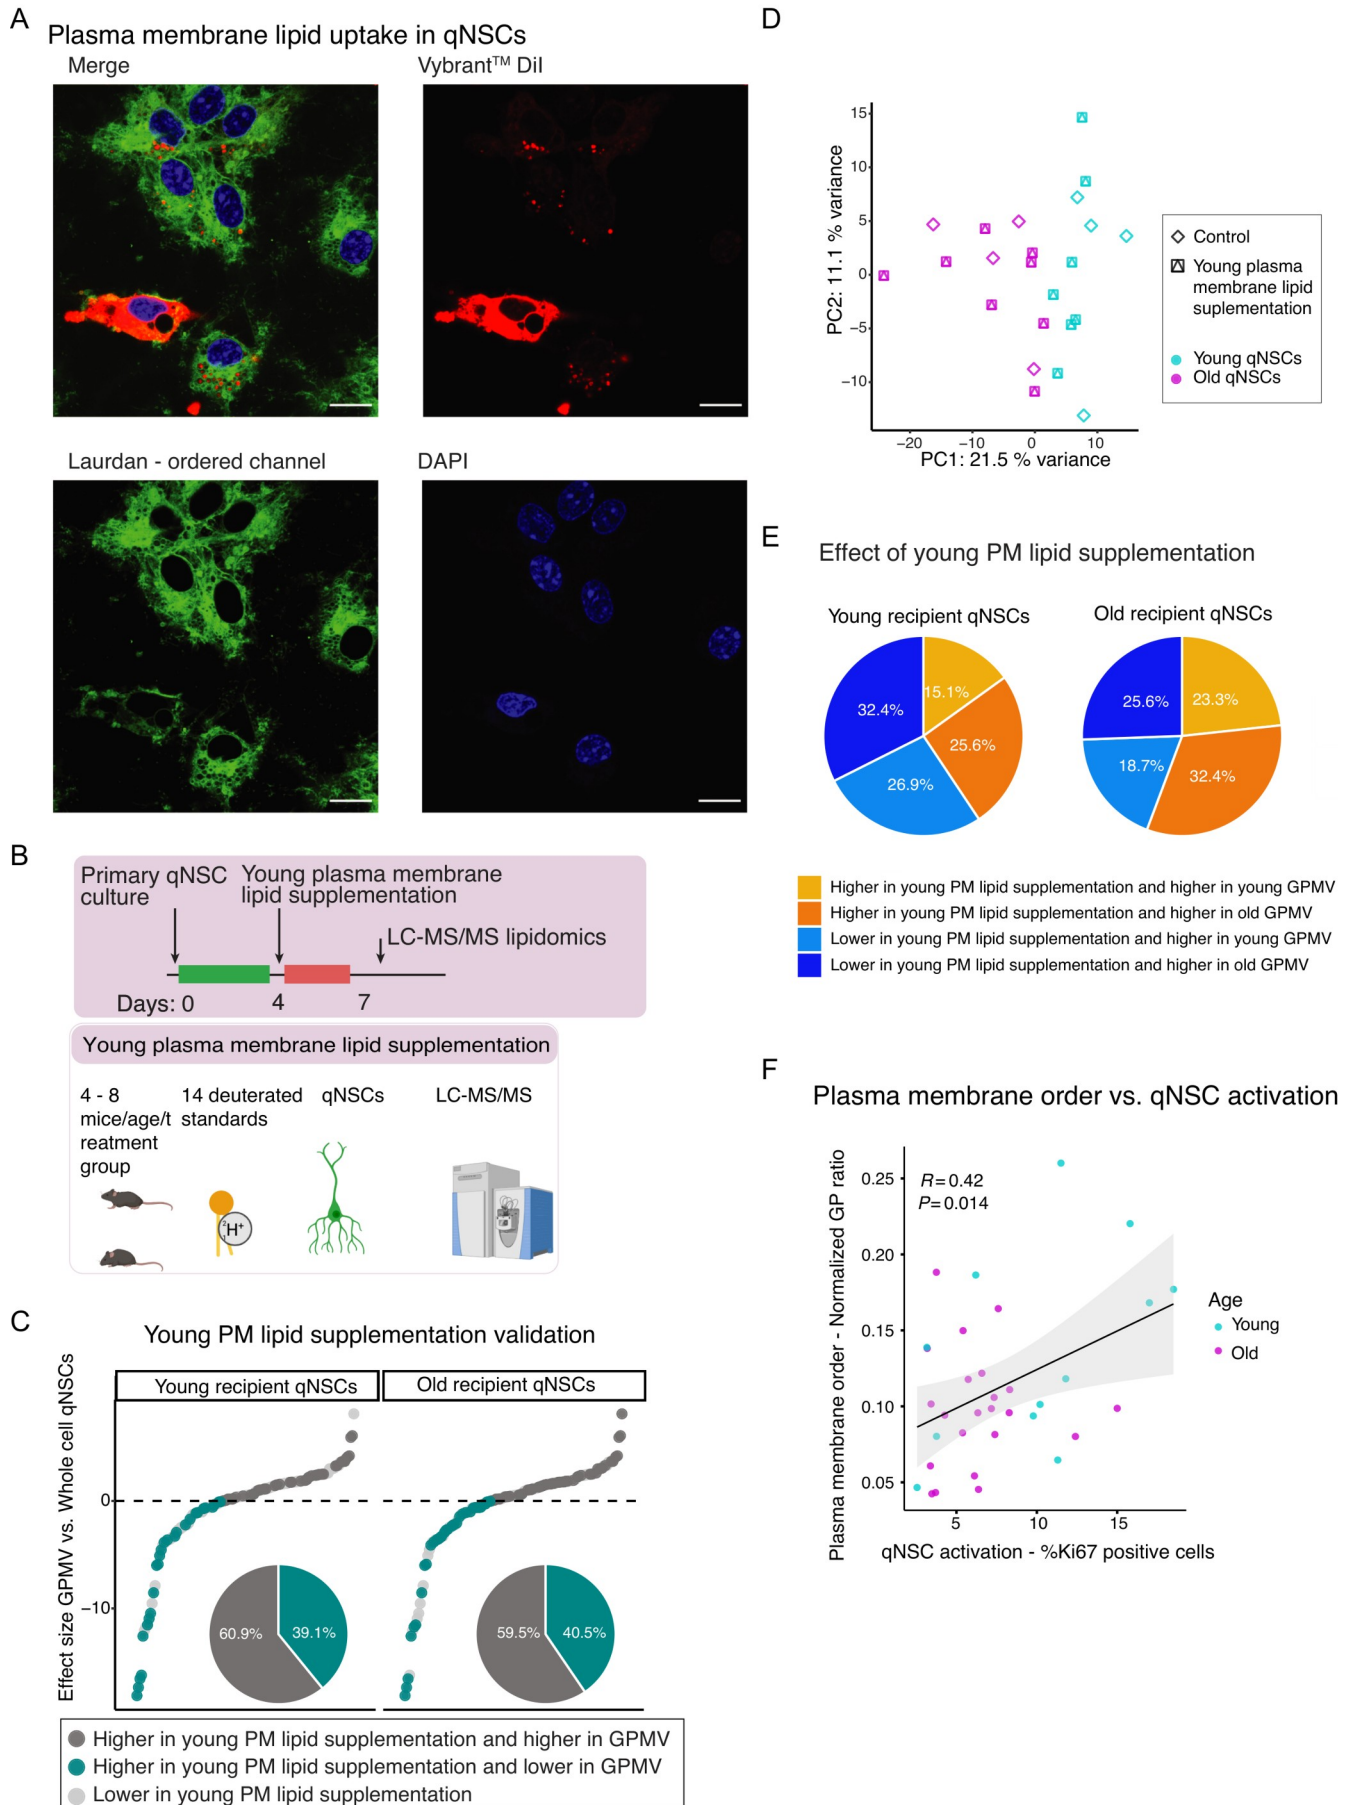 A
Plasma membrane lipid uptake in qNSCs
Merge
Vybrant™ DiI
Laurdan - ordered channel
DAPI
B
Primary qNSC
culture
Young plasma membrane
lipid supplementation
LC-MS/MS lipidomics
Days: 0
4
7
Young plasma membrane lipid supplementation
4 - 8
mice/age/t
reatment
group
14 deuterated
standards
qNSCs
LC-MS/MS
C
Young PM lipid supplementation validation
Young recipient qNSCs
Old recipient qNSCs
Effect size GPMV vs. Whole cell qNSCs
0
−10
60.9%
39.1%
59.5%
40.5%
Higher in young PM lipid supplementation and higher in GPMV
Higher in young PM lipid supplementation and lower in GPMV
Lower in young PM lipid supplementation
D
PC2: 11.1 % variance
15
10
5
0
−5
−10
−20
−10
0
10
PC1: 21.5 % variance
Control
Young plasma
membrane lipid
suplementation
Young qNSCs
Old qNSCs
E
Effect of young PM lipid supplementation
Young recipient qNSCs
Old recipient qNSCs
32.4%
15.1%
25.6%
26.9%
25.6%
23.3%
18.7%
32.4%
Higher in young PM lipid supplementation and higher in young GPMV
Higher in young PM lipid supplementation and higher in old GPMV
Lower in young PM lipid supplementation and higher in young GPMV
Lower in young PM lipid supplementation and higher in old GPMV
F
Plasma membrane order vs. qNSC activation
Plasma membrane order - Normalized GP ratio
R = 0.42
P = 0.014
0.25
0.20
0.15
0.10
0.05
5
10
15
qNSC activation - %Ki67 positive cells
Age
Young
Old